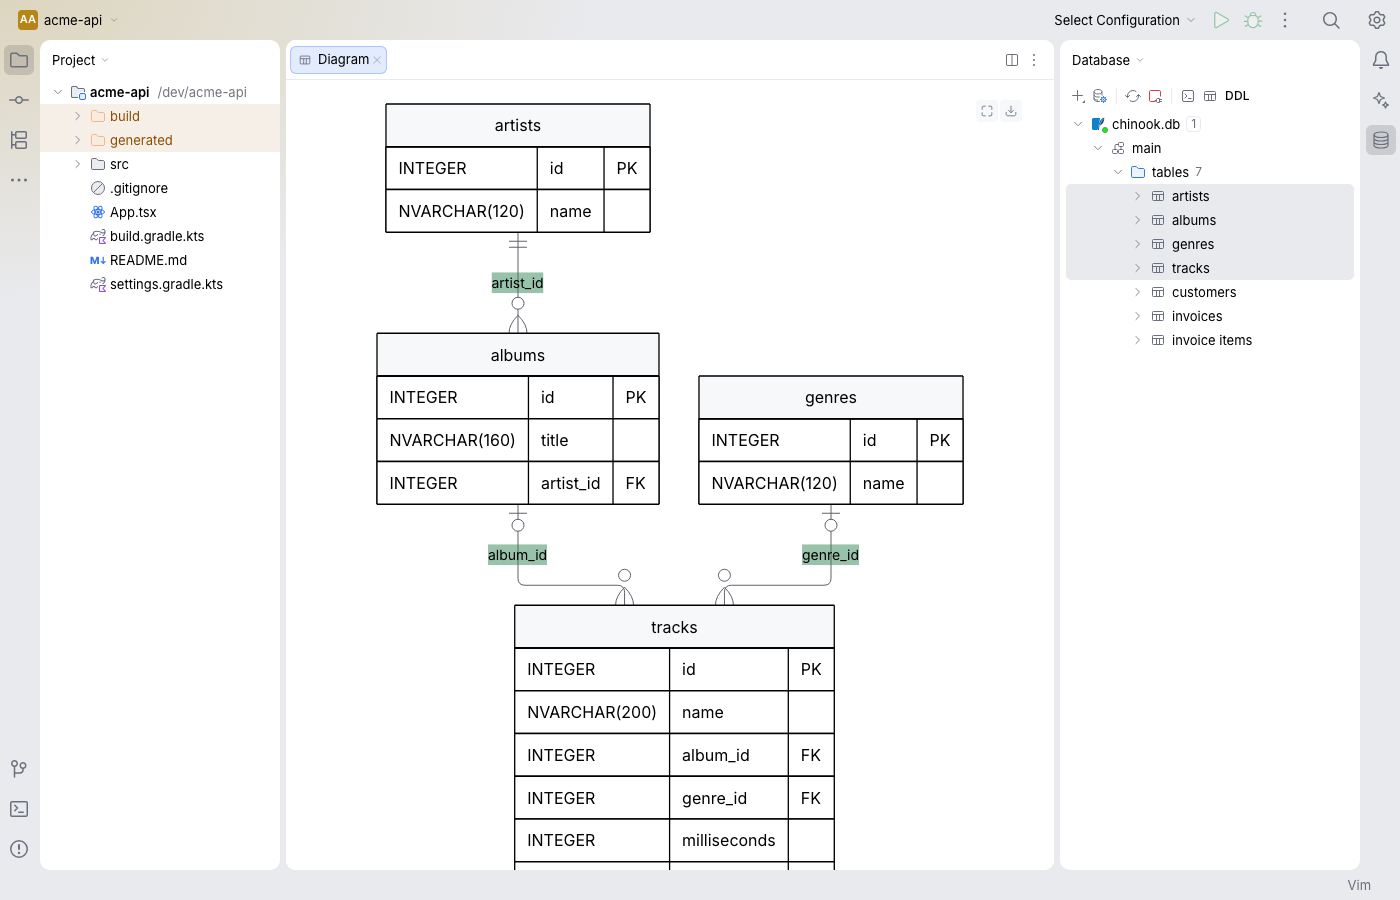 AA acme-api
Select Configuration
Project
acme-api /dev/acme-api
build
generated
src
.gitignore
App.tsx
build.gradle.kts
M↓ README.md
settings.gradle.kts
Diagram
artists
INTEGER id PK
NVARCHAR(120) name
artist_id
albums
INTEGER id PK
NVARCHAR(160) title
INTEGER artist_id FK
genres
INTEGER id PK
NVARCHAR(120) name
album_id
genre_id
tracks
INTEGER id PK
NVARCHAR(200) name
INTEGER album_id FK
INTEGER genre_id FK
INTEGER milliseconds
Database
DDL
chinook.db 1
main
tables 7
artists
albums
genres
tracks
customers
invoices
invoice items
Vim